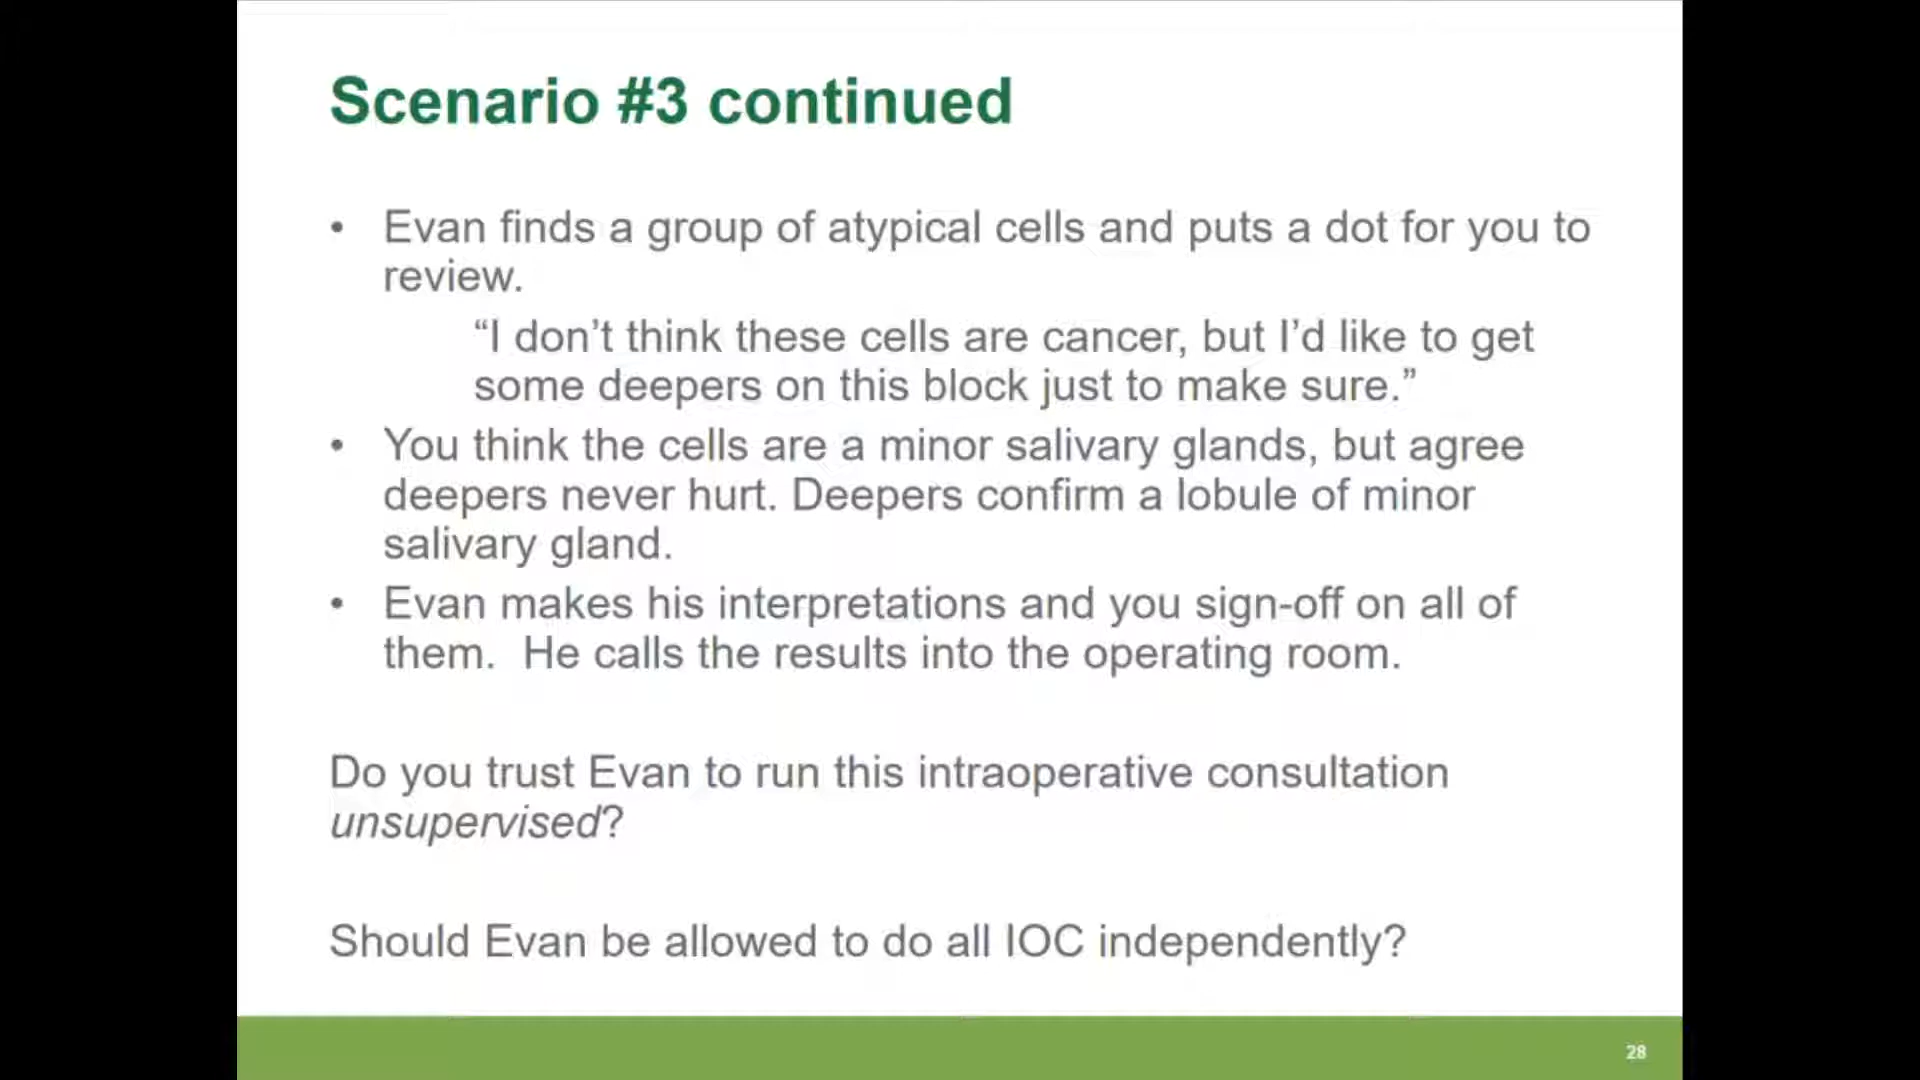 Scenario #3 continued
• Evan finds a group of atypical cells and puts a dot for you to
review.
“I don’t think these cells are cancer, but I’d like to get
some deepers on this block just to make sure.”
• You think the cells are a minor salivary glands, but agree
deepers never hurt. Deepers confirm a lobule of minor
salivary gland.
• Evan makes his interpretations and you sign-off on all of
them.  He calls the results into the operating room.
Do you trust Evan to run this intraoperative consultation
unsupervised?
Should Evan be allowed to do all IOC independently?
28